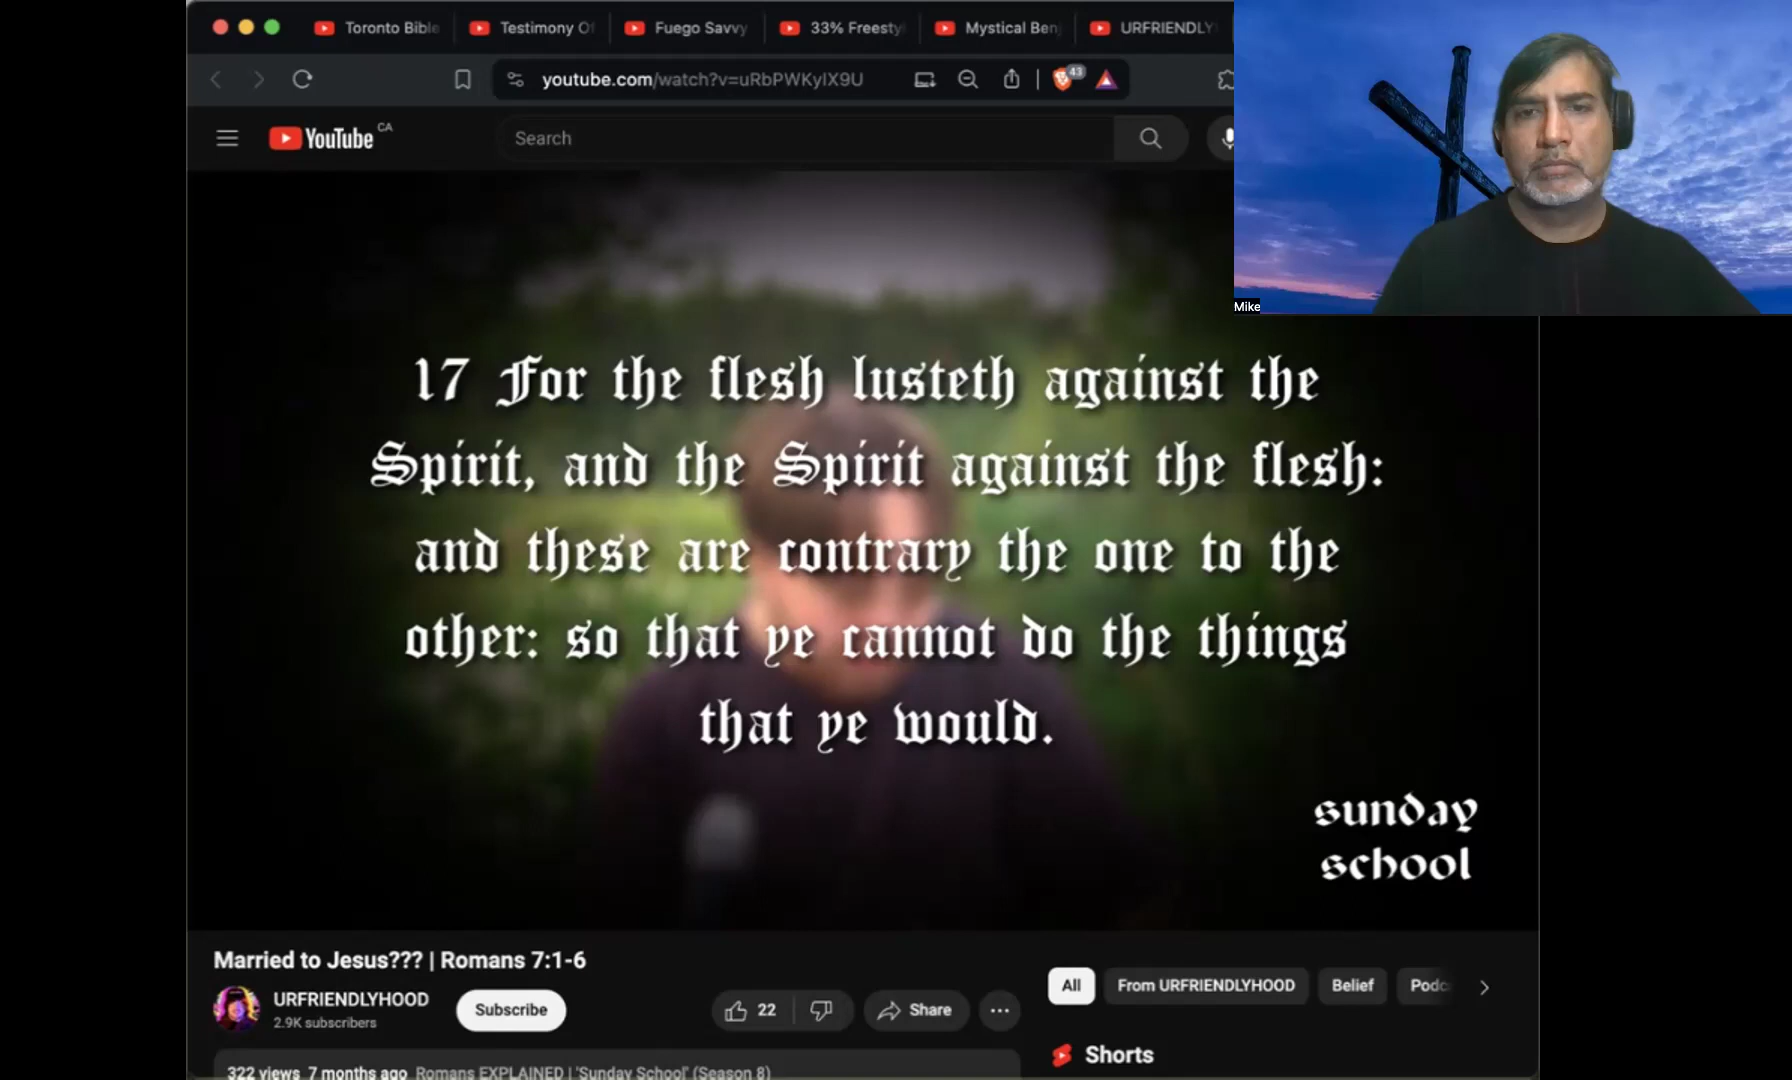 Toronto Bible
Testimony Of
Fuego Savvy
33% Freesty
Mystical Ben
URFRIENDLY
youtube.com/watch?v=uRbPWKyIX9U
43
YouTube CA
Search
Mike
17 For the flesh lusteth against the
Spirit, and the Spirit against the flesh:
and these are contrary the one to the
other: so that ye cannot do the things
that ye would.
sunday
school
Married to Jesus??? | Romans 7:1-6
URFRIENDLYHOOD
2.9K subscribers
Subscribe
22
Share
All
From URFRIENDLYHOOD
Belief
Podc
Shorts
322 views 7 months ago Romans EXPLAINED | 'Sunday School' (Season 8)